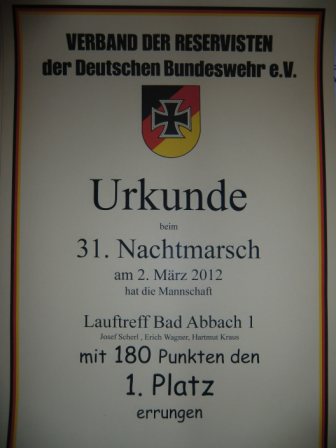 VERBAND DER RESERVISTEN
der Deutschen Bundeswehr e.V.
Urkunde
beim
31. Nachtmarsch
am 2. März 2012
hat die Mannschaft
Lauftreff Bad Abbach 1
Josef Scherl , Erich Wagner, Hartmut Kraus
mit 180 Punkten den
1. Platz
errungen